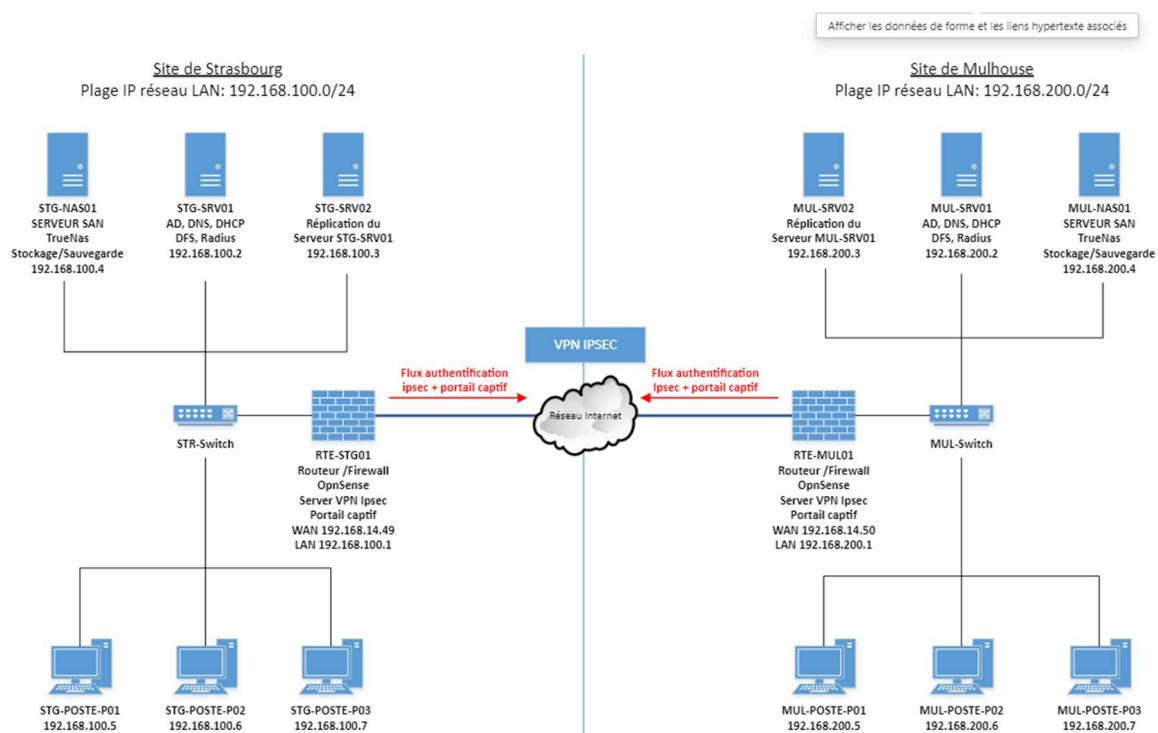 Afficher les données de forme et les liens hypertexte associés
Site de Strasbourg
Plage IP réseau LAN: 192.168.100.0/24
Site de Mulhouse
Plage IP réseau LAN: 192.168.200.0/24
STG-NAS01
SERVEUR SAN
TrueNas
Stockage/Sauvegarde
192.168.100.4
STG-SRV01
AD, DNS, DHCP
DFS, Radius
192.168.100.2
STG-SRV02
Réplication du
Serveur STG-SRV01
192.168.100.3
MUL-SRV02
Réplication du
Serveur MUL-SRV01
192.168.200.3
MUL-SRV01
AD, DNS, DHCP
DFS, Radius
192.168.200.2
MUL-NAS01
SERVEUR SAN
TrueNas
Stockage/Sauvegarde
192.168.200.4
VPN IPSEC
Flux authentification
ipsec + portail captif
Flux authentification
Ipsec + portail captif
Réseau Internet
STR-Switch
RTE-STG01
Routeur /Firewall
OpnSense
Server VPN Ipsec
Portail captif
WAN 192.168.14.49
LAN 192.168.100.1
RTE-MUL01
Routeur /Firewall
OpnSense
Server VPN Ipsec
Portail captif
WAN 192.168.14.50
LAN 192.168.200.1
MUL-Switch
STG-POSTE-P01
192.168.100.5
STG-POSTE-P02
192.168.100.6
STG-POSTE-P03
192.168.100.7
MUL-POSTE-P01
192.168.200.5
MUL-POSTE-P02
192.168.200.6
MUL-POSTE-P03
192.168.200.7